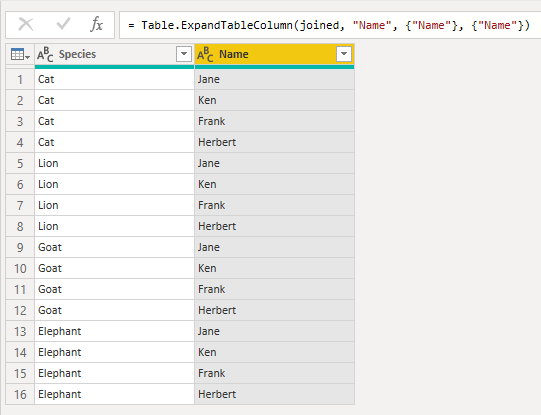 fx = Table.ExpandTableColumn(joined, "Name", {"Name"}, {"Name"})
ABC Species ABC Name
1 Cat Jane
2 Cat Ken
3 Cat Frank
4 Cat Herbert
5 Lion Jane
6 Lion Ken
7 Lion Frank
8 Lion Herbert
9 Goat Jane
10 Goat Ken
11 Goat Frank
12 Goat Herbert
13 Elephant Jane
14 Elephant Ken
15 Elephant Frank
16 Elephant Herbert